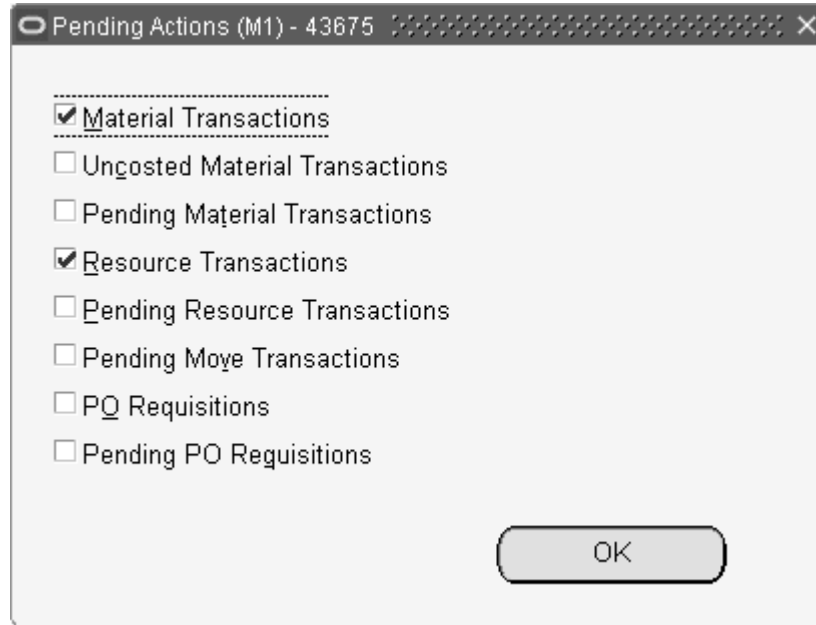 Pending Actions (M1) - 43675
Material Transactions
Uncosted Material Transactions
Pending Material Transactions
Resource Transactions
Pending Resource Transactions
Pending Move Transactions
PO Requisitions
Pending PO Requisitions
OK